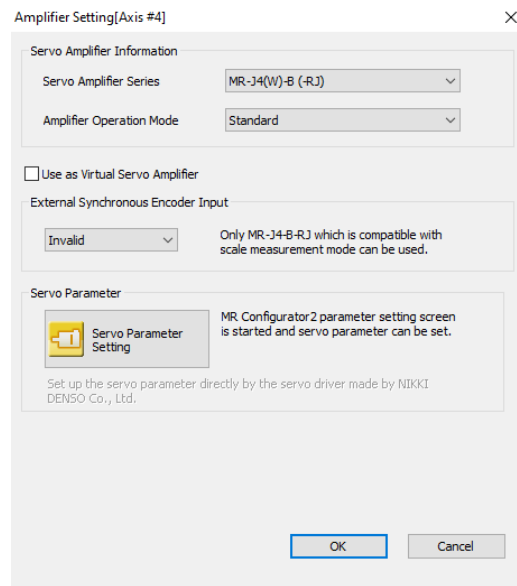 Amplifier Setting[Axis #4]
Servo Amplifier Information
Servo Amplifier Series
MR-J4(W)-B (-RJ)
Amplifier Operation Mode
Standard
Use as Virtual Servo Amplifier
External Synchronous Encoder Input
Invalid
Only MR-J4-B-RJ which is compatible with
scale measurement mode can be used.
Servo Parameter
Servo Parameter
Setting
MR Configurator2 parameter setting screen
is started and servo parameter can be set.
Set up the servo parameter directly by the servo driver made by NIKKI
DENSO Co., Ltd.
OK
Cancel